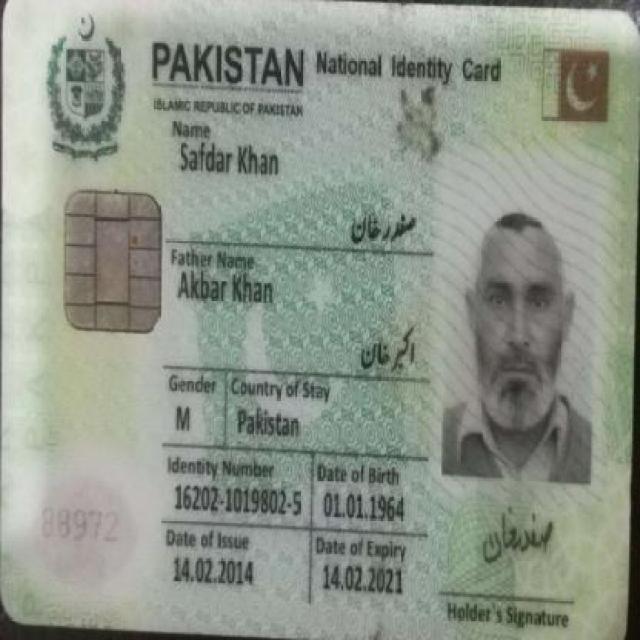 PAKISTAN National Identity Card
ISLAMIC REPUBLIC OF PAKISTAN
Name
Safdar Khan
صفدر خان
Father Name
Akbar Khan
اکبر خان
Gender Country of Stay
M Pakistan
Identity Number Date of Birth
16202-1019802-5 01.01.1964
Date of Issue Date of Expiry
14.02.2014 14.02.2021
88972
صفدر خان
Holder's Signature